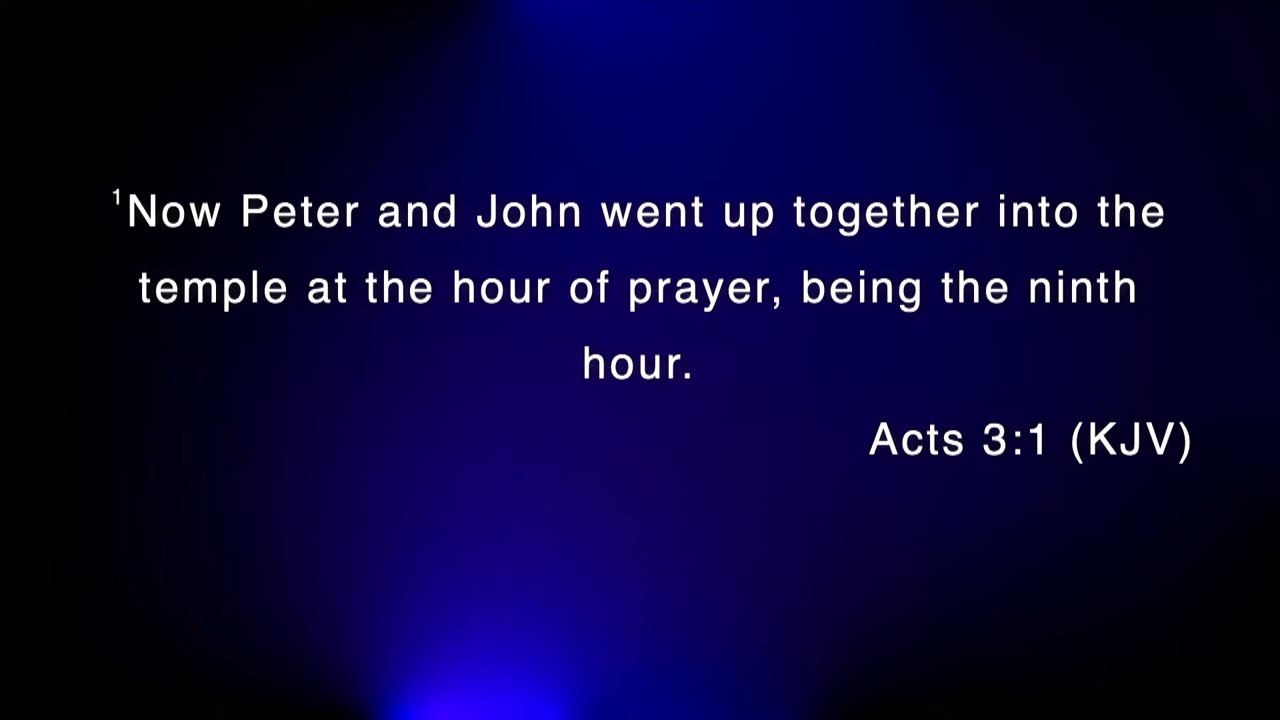 ¹Now Peter and John went up together into the
temple at the hour of prayer, being the ninth
hour.
Acts 3:1 (KJV)